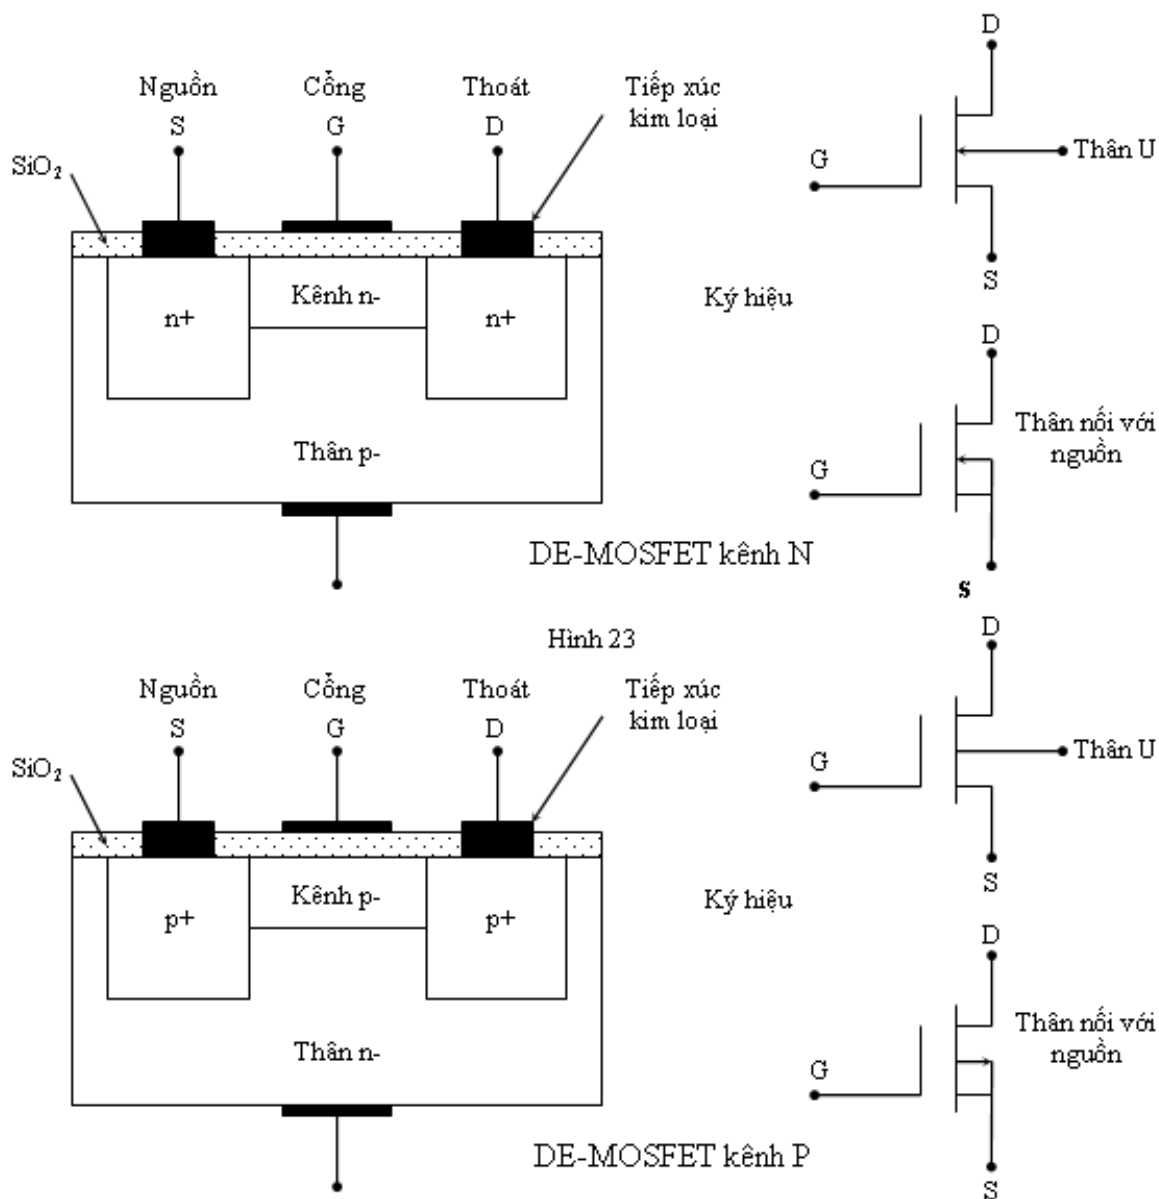 D
Nguồn Cổng Thoát Tiếp xúc
kim loại
S G D
SiO₂
G
Thân U
S
Kênh n-
n+ n+
Ký hiệu
D
Thân nối với
nguồn
Thân p-
G
DE-MOSFET kênh N
S
Hình 23
D
Nguồn Cổng Thoát Tiếp xúc
kim loại
S G D
SiO₂
G
Thân U
S
Kênh p-
p+ p+
Ký hiệu
D
Thân nối với
nguồn
Thân n-
G
DE-MOSFET kênh P
S